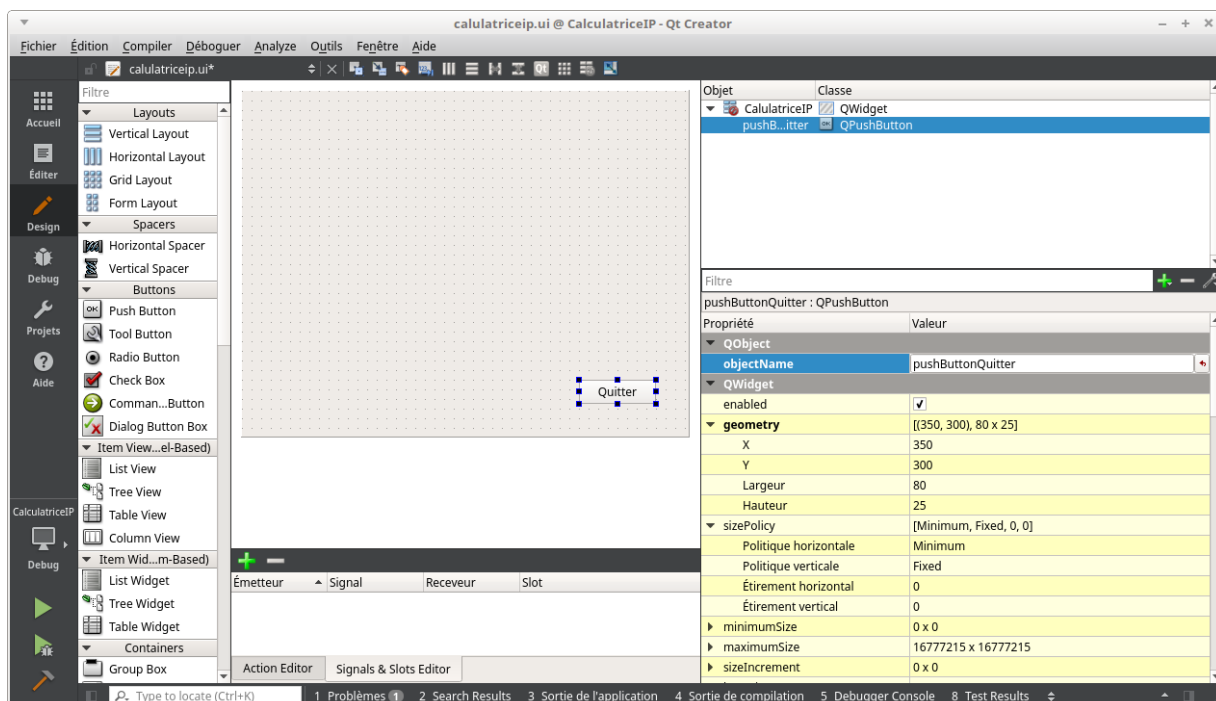 calulatriceip.ui @ CalculatriceIP - Qt Creator
Fichier Édition Compiler Déboguer Analyze Outils Fenêtre Aide
calulatriceip.ui*
Accueil
Éditer
Design
Debug
Projets
Aide
CalculatriceIP
Debug
Filtre
Layouts
Vertical Layout
Horizontal Layout
Grid Layout
Form Layout
Spacers
Horizontal Spacer
Vertical Spacer
Buttons
Push Button
Tool Button
Radio Button
Check Box
Comman...Button
Dialog Button Box
Item View...el-Based)
List View
Tree View
Table View
Column View
Item Wid...m-Based)
List Widget
Tree Widget
Table Widget
Containers
Group Box
Quitter
Émetteur Signal Receveur Slot
Action Editor Signals & Slots Editor
Objet Classe
CalulatriceIP QWidget
pushB...itter QPushButton
Filtre
pushButtonQuitter : QPushButton
Propriété Valeur
QObject
objectName pushButtonQuitter
QWidget
enabled
geometry [(350, 300), 80 x 25]
X 350
Y 300
Largeur 80
Hauteur 25
sizePolicy [Minimum, Fixed, 0, 0]
Politique horizontale Minimum
Politique verticale Fixed
Étirement horizontal 0
Étirement vertical 0
minimumSize 0 x 0
maximumSize 16777215 x 16777215
sizeIncrement 0 x 0
Type to locate (Ctrl+K) 1 Problèmes 1 2 Search Results 3 Sortie de l'application 4 Sortie de compilation 5 Debugger Console 8 Test Results